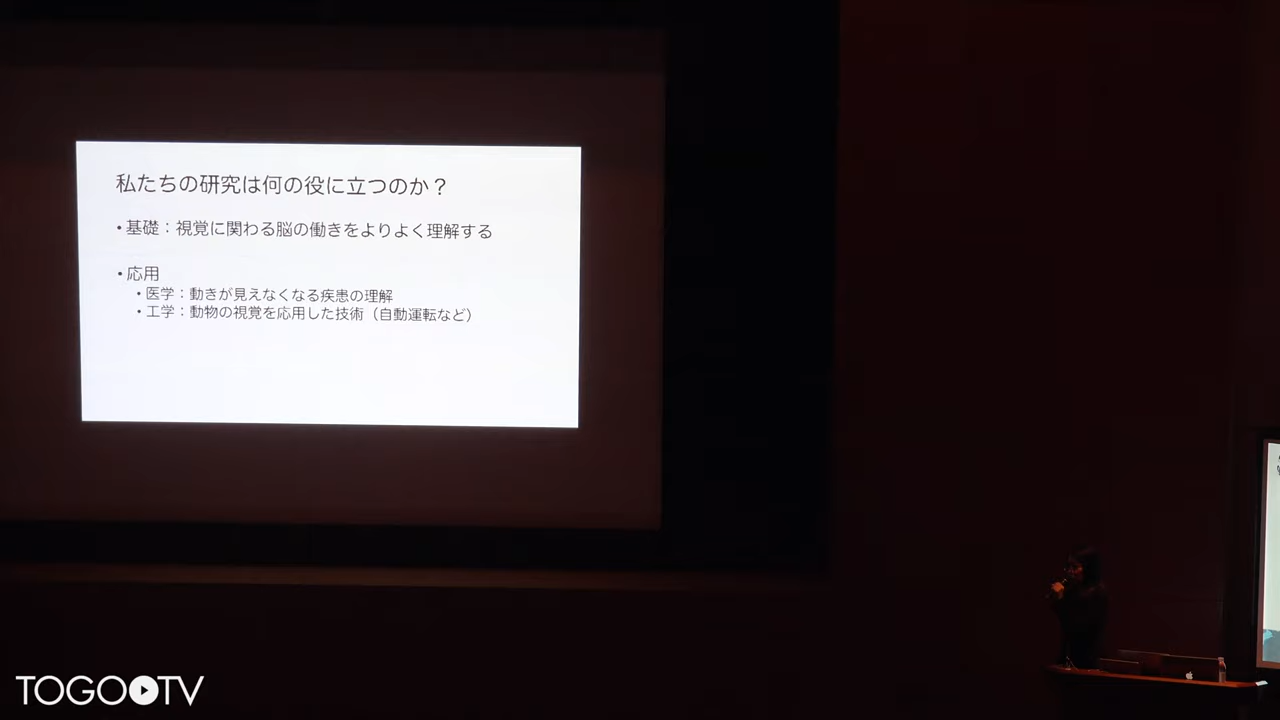 私たちの研究は何の役に立つのか？
• 基礎：視覚に関わる脳の働きをよりよく理解する
• 応用
• 医学：動きが見えなくなる疾患の理解
• 工学：動物の視覚を応用した技術（自動運転など）
TOGOTV